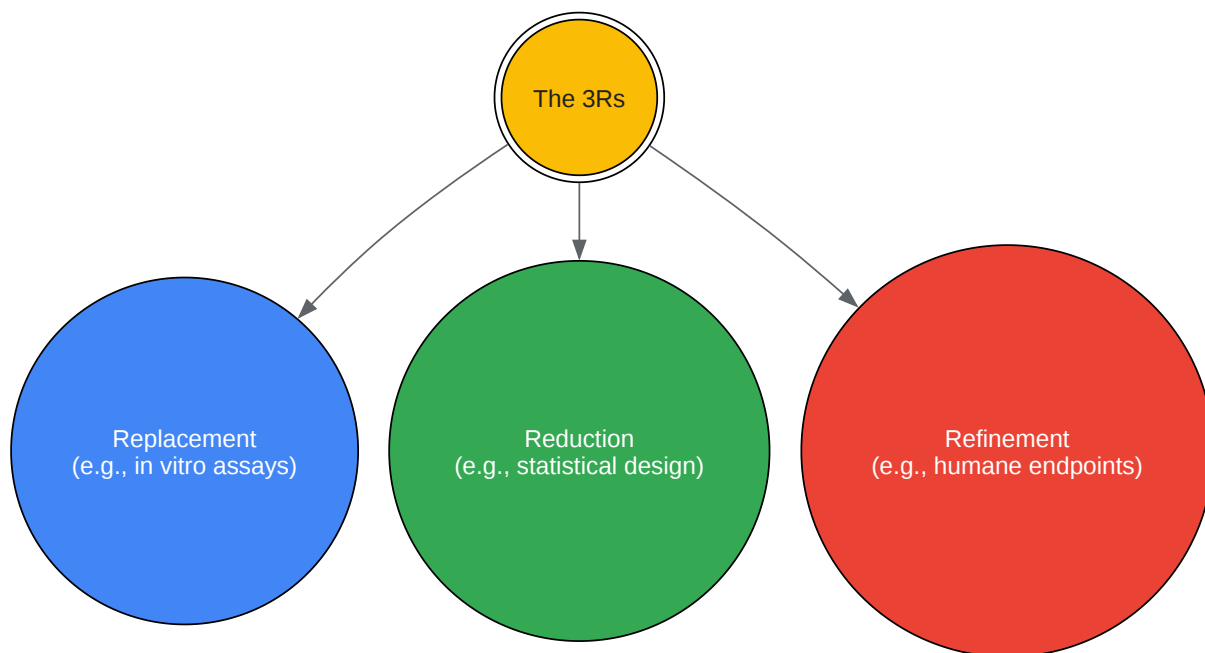 The 3Rs
Replacement
(e.g., in vitro assays)
Reduction
(e.g., statistical design)
Refinement
(e.g., humane endpoints)